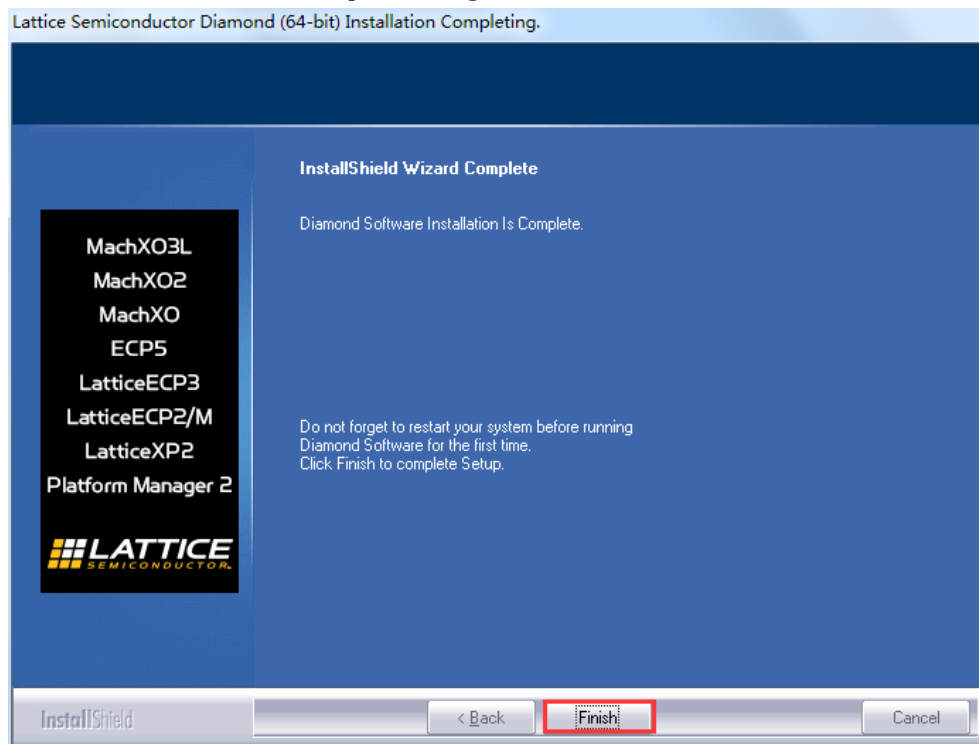 Lattice Semiconductor Diamond (64-bit) Installation Completing.
InstallShield Wizard Complete
Diamond Software Installation Is Complete.
MachXO3L
MachXO2
MachXO
ECP5
LatticeECP3
LatticeECP2/M
LatticeXP2
Platform Manager 2
LATTICE
SEMICONDUCTOR.
Do not forget to restart your system before running
Diamond Software for the first time.
Click Finish to complete Setup.
InstallShield
< Back
Finish
Cancel